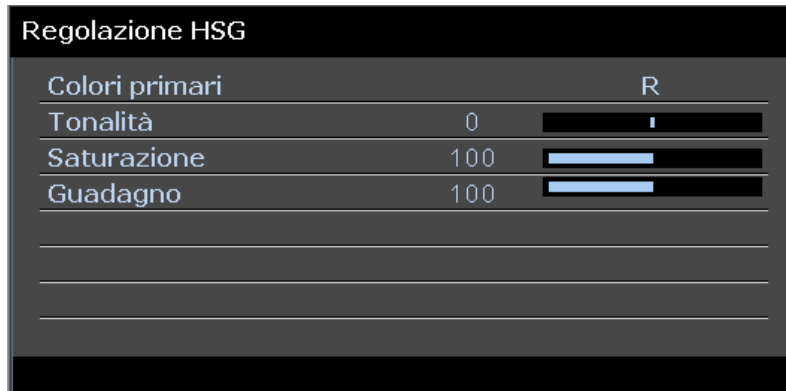 Regolazione HSG
Colori primari R
Tonalità 0
Saturazione 100
Guadagno 100